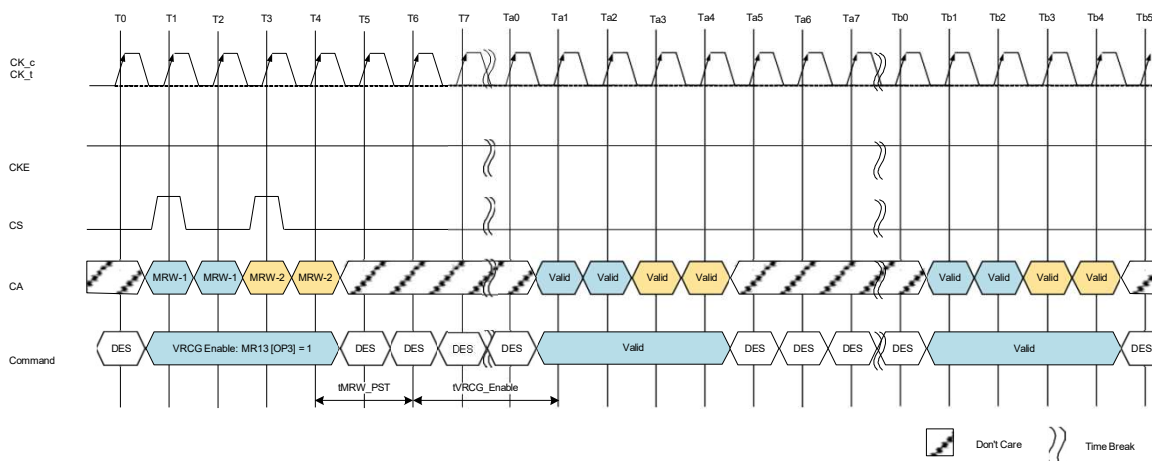 T0 T1 T2 T3 T4 T5 T6 T7 Ta0 Ta1 Ta2 Ta3 Ta4 Ta5 Ta6 Ta7 Tb0 Tb1 Tb2 Tb3 Tb4 Tb5
CK_c
CK_t
CKE
CS
CA MRW-1 MRW-1 MRW-2 MRW-2 Valid Valid Valid Valid Valid Valid Valid Valid
Command DES VRCG Enable: MR13 [OP3] = 1 DES DES DES DES Valid DES DES DES DES Valid DES
tMRW_PST tVRCG_Enable
Don't Care Time Break